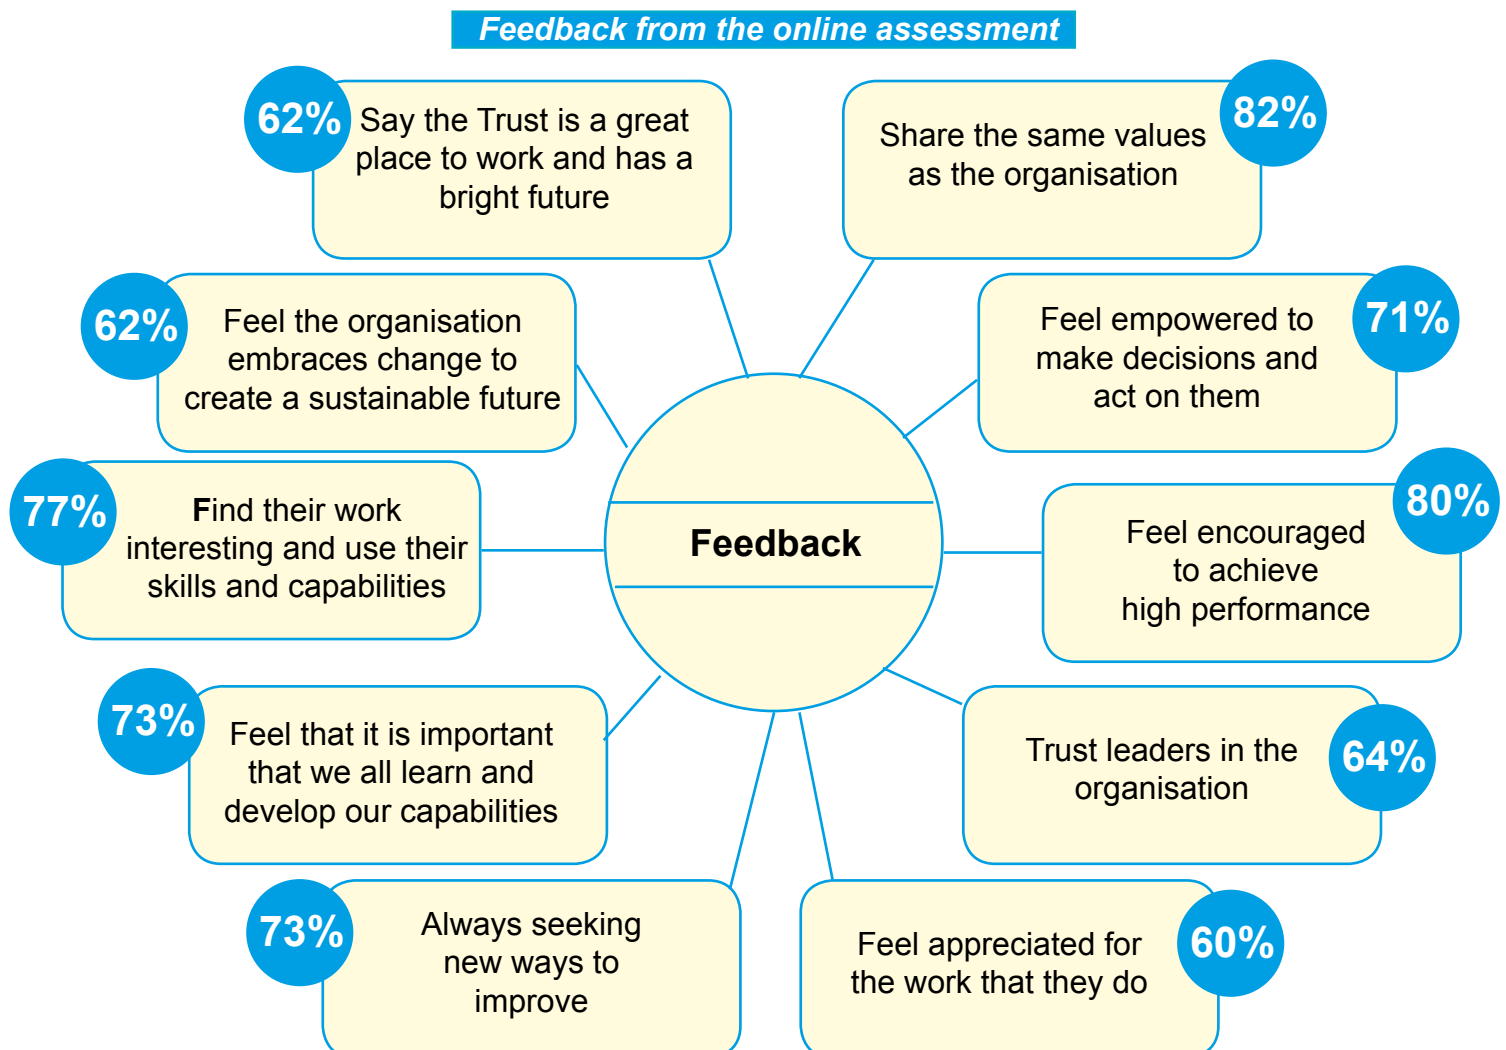 Feedback from the online assessment
62%
Say the Trust is a great
place to work and has a
bright future
82%
Share the same values
as the organisation
62%
Feel the organisation
embraces change to
create a sustainable future
71%
Feel empowered to
make decisions and
act on them
77%
Find their work
interesting and use their
skills and capabilities
Feedback
80%
Feel encouraged
to achieve
high performance
73%
Feel that it is important
that we all learn and
develop our capabilities
64%
Trust leaders in the
organisation
73%
Always seeking
new ways to
improve
60%
Feel appreciated for
the work that they do